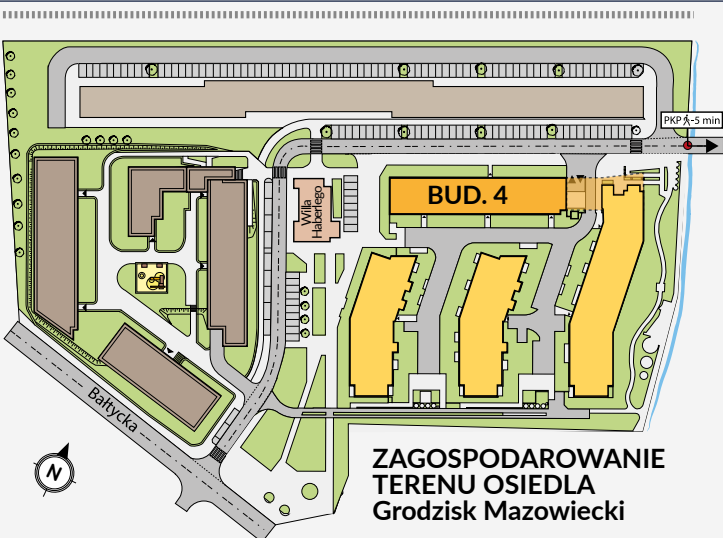 PKP -5 min
BUD. 4
Willa
Haberlego
Bałtycka
N
ZAGOSPODAROWANIE
TERENU OSIEDLA
Grodzisk Mazowiecki